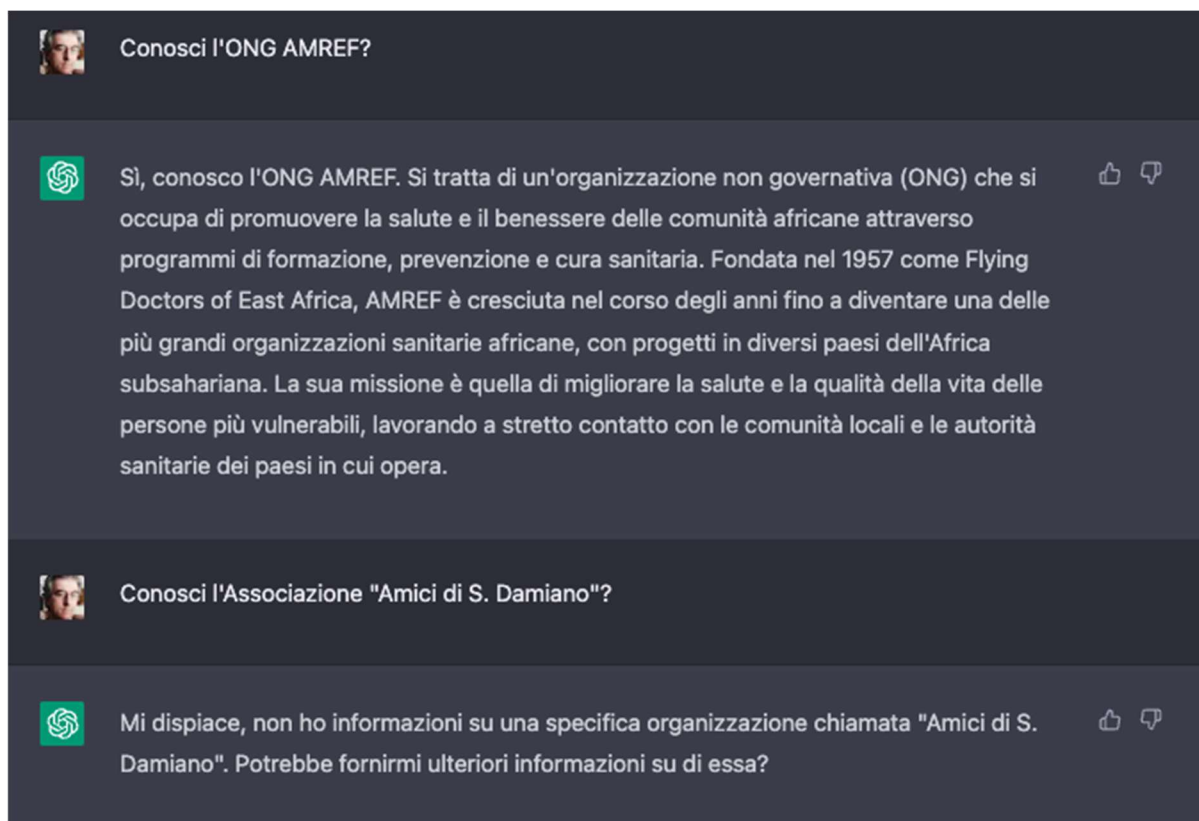 Conosci l'ONG AMREF?
Sì, conosco l'ONG AMREF. Si tratta di un'organizzazione non governativa (ONG) che si
occupa di promuovere la salute e il benessere delle comunità africane attraverso
programmi di formazione, prevenzione e cura sanitaria. Fondata nel 1957 come Flying
Doctors of East Africa, AMREF è cresciuta nel corso degli anni fino a diventare una delle
più grandi organizzazioni sanitarie africane, con progetti in diversi paesi dell'Africa
subsahariana. La sua missione è quella di migliorare la salute e la qualità della vita delle
persone più vulnerabili, lavorando a stretto contatto con le comunità locali e le autorità
sanitarie dei paesi in cui opera.
Conosci l'Associazione "Amici di S. Damiano"?
Mi dispiace, non ho informazioni su una specifica organizzazione chiamata "Amici di S.
Damiano". Potrebbe fornirmi ulteriori informazioni su di essa?